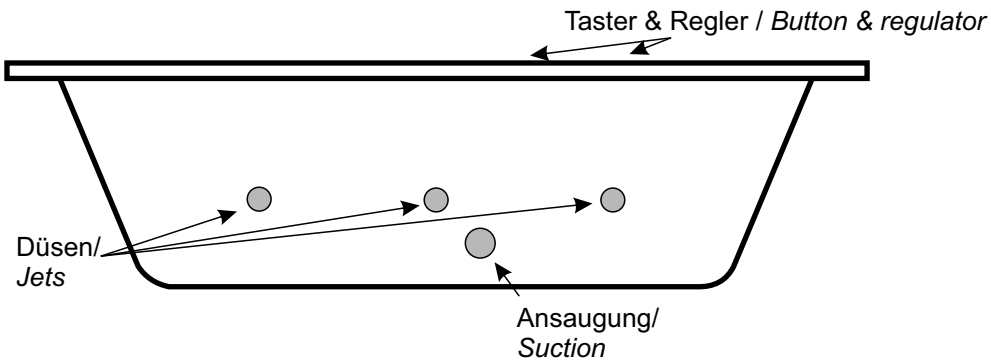 Taster & Regler / Button & regulator
Düsen/
Jets
Ansaugung/
Suction